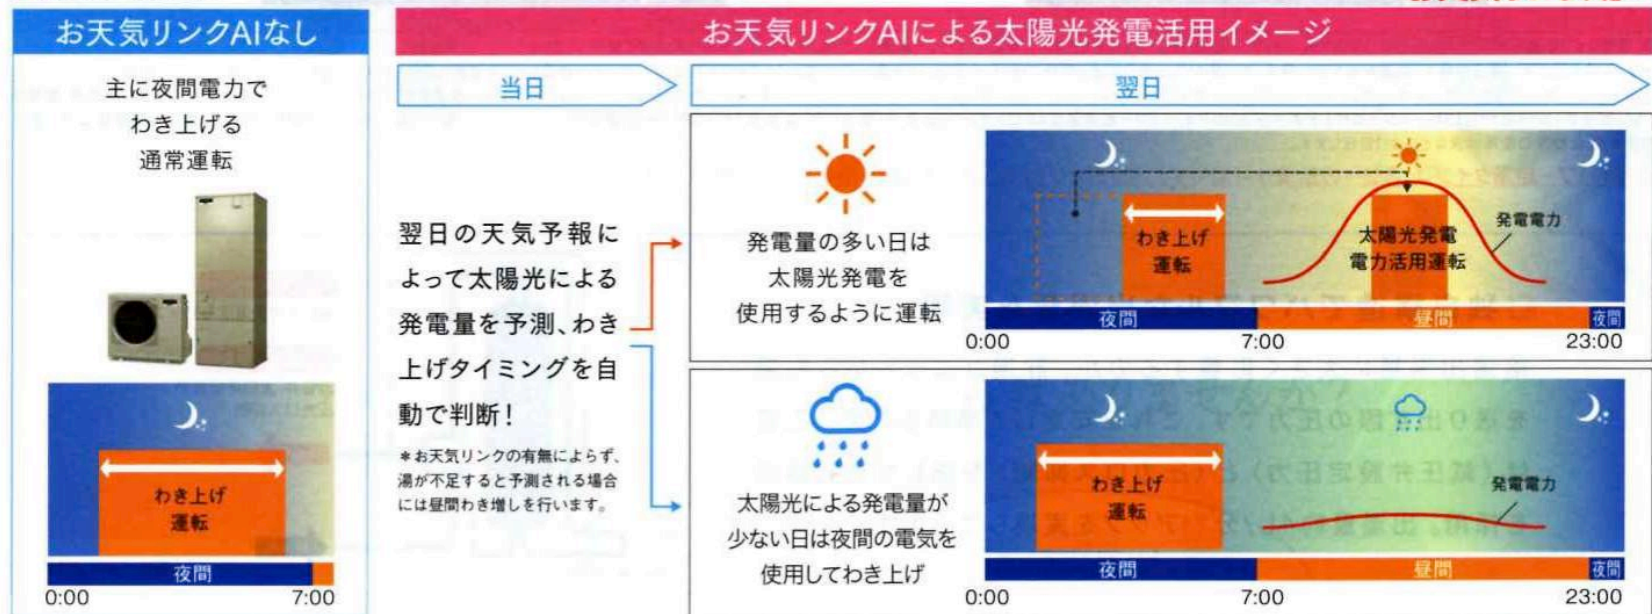 お天気リンクAIなし
主に夜間電力で
わき上げる
通常運転
わき上げ
運転
夜間
0:00 7:00
お天気リンクAIによる太陽光発電活用イメージ
当日
翌日
翌日の天気予報に
よって太陽光による
発電量を予測、わき
上げタイミングを自
動で判断!
*お天気リンクの有無によらず、
湯が不足すると予測される場合
には昼間わき増しを行います。
発電量の多い日は
太陽光発電を
使用するように運転
わき上げ
運転
太陽光発電
電力活用運転
発電電力
夜間 昼間 夜間
0:00 7:00 23:00
太陽光による発電量が
少ない日は夜間の電気を
使用してわき上げ
わき上げ
運転
発電電力
夜間 昼間 夜間
0:00 7:00 23:00